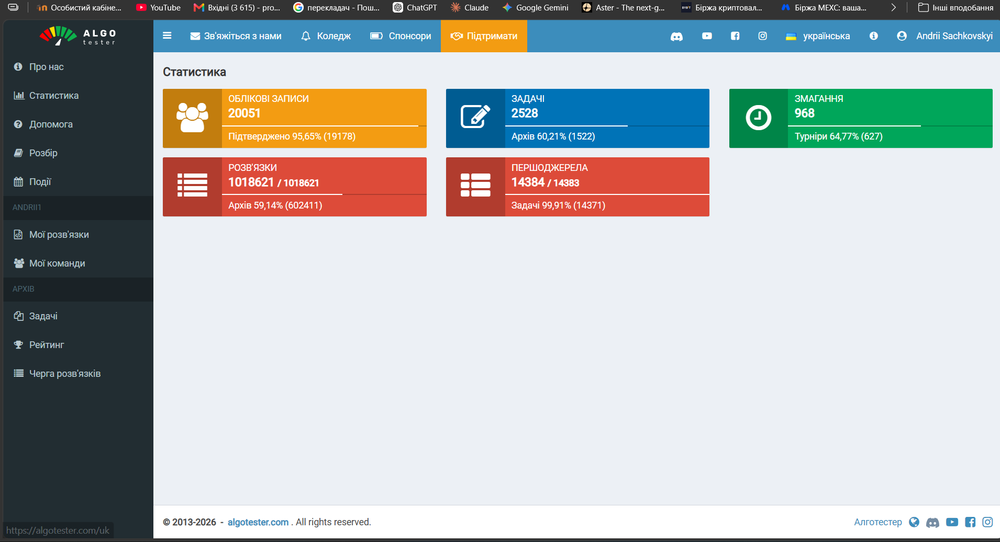 Особистий кабіне...
YouTube
Вхідні (3 615) - pro...
перекладач - Пош...
ChatGPT
Claude
Google Gemini
Aster - The next-g...
BYBIT
Біржа криптовал...
Біржа MEXC: ваша...
Інші вподобання
ALGO
tester
Зв'яжіться з нами
Коледж
Спонсори
Підтримати
українська
Andrii Sachkovskyi
Про нас
Статистика
Допомога
Розбір
Події
ANDRII1
Мої розв'язки
Мої команди
АРХІВ
Задачі
Рейтинг
Черга розв'язків
Статистика
ОБЛІКОВІ ЗАПИСИ
20051
Підтверджено 95,65% (19178)
ЗАДАЧІ
2528
Архів 60,21% (1522)
ЗМАГАННЯ
968
Турніри 64,77% (627)
РОЗВ'ЯЗКИ
1018621 / 1018621
Архів 59,14% (602411)
ПЕРШОДЖЕРЕЛА
14384 / 14383
Задачі 99,91% (14371)
© 2013-2026 - algotester.com . All rights reserved.
Алготестер
https://algotester.com/uk